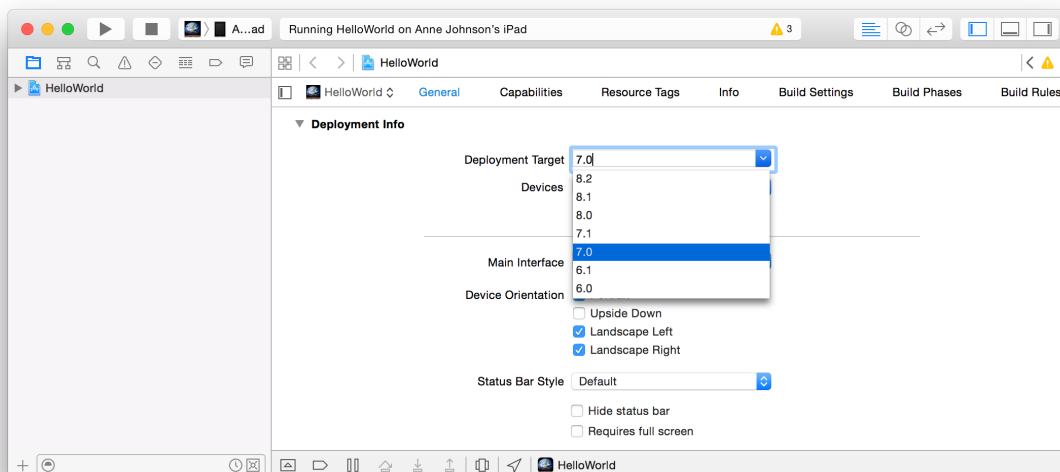 A...ad
Running HelloWorld on Anne Johnson's iPad
3
HelloWorld
HelloWorld
HelloWorld
General
Capabilities
Resource Tags
Info
Build Settings
Build Phases
Build Rules
Deployment Info
Deployment Target 7.0
8.2
Devices
8.1
8.0
7.1
7.0
Main Interface
6.1
6.0
Device Orientation
Upside Down
Landscape Left
Landscape Right
Status Bar Style Default
Hide status bar
Requires full screen
HelloWorld